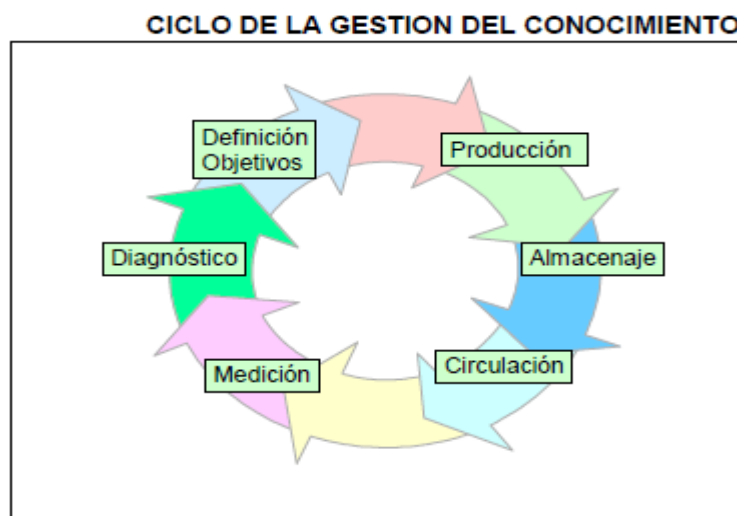 CICLO DE LA GESTION DEL CONOCIMIENTO
Definición
Objetivos
Producción
Diagnóstico
Almacenaje
Medición
Circulación